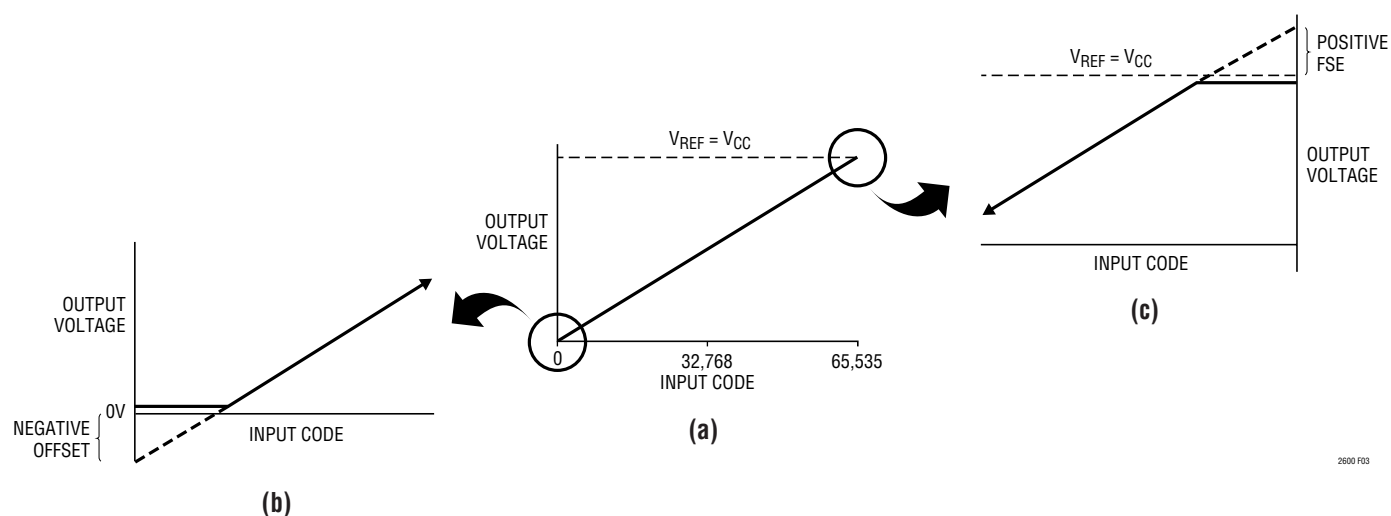 OUTPUT
VOLTAGE
0V
NEGATIVE
OFFSET
INPUT CODE
(b)
V_REF = V_CC
OUTPUT
VOLTAGE
0
32,768
65,535
INPUT CODE
(a)
V_REF = V_CC
POSITIVE
FSE
OUTPUT
VOLTAGE
INPUT CODE
(c)
2600 F03